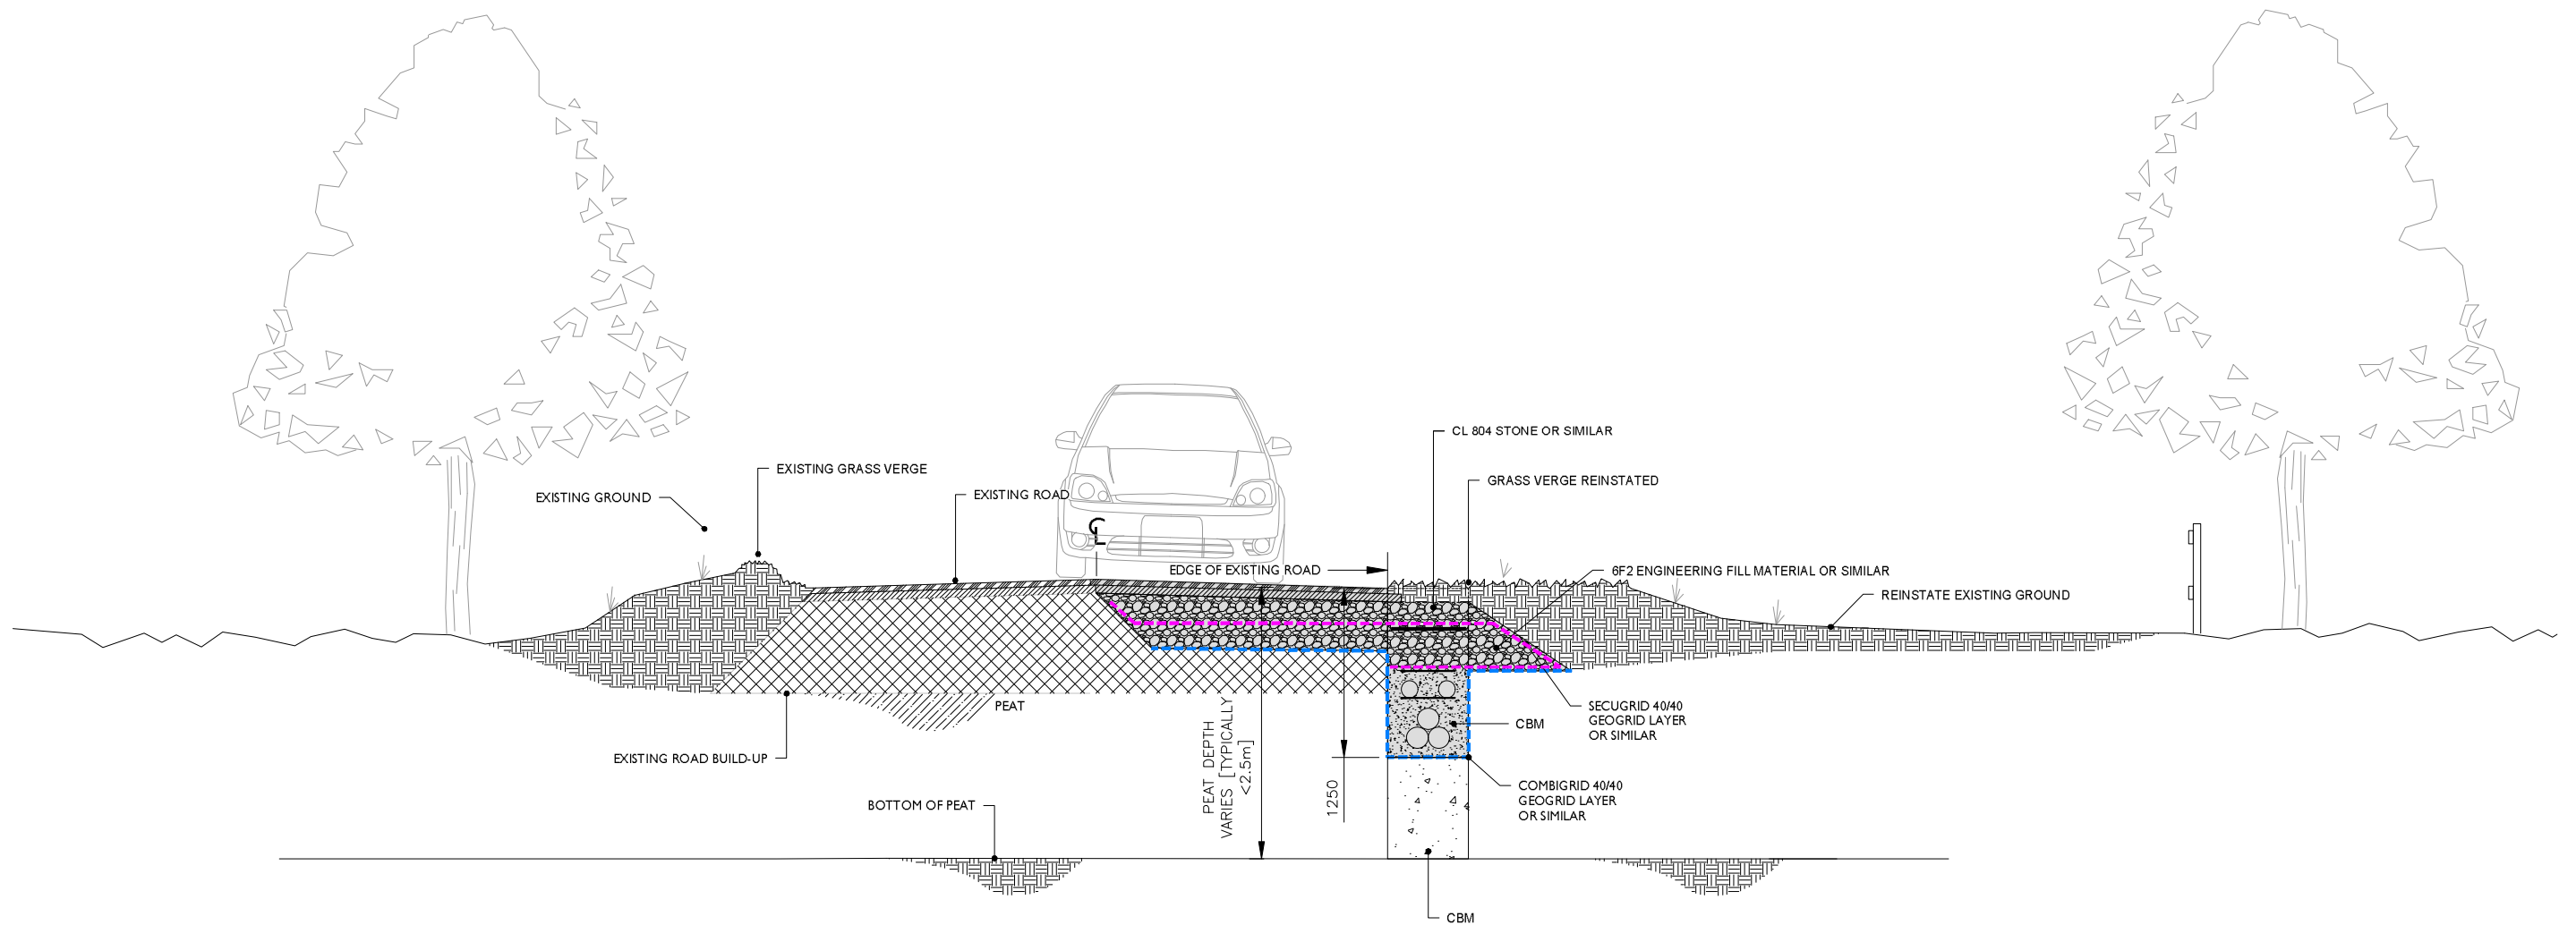 CL 804 STONE OR SIMILAR
EXISTING GRASS VERGE
GRASS VERGE REINSTATED
EXISTING GROUND
EXISTING ROAD
EDGE OF EXISTING ROAD
6F2 ENGINEERING FILL MATERIAL OR SIMILAR
REINSTATE EXISTING GROUND
PEAT
SECUGRID 40/40
GEOGRID LAYER
OR SIMILAR
CBM
EXISTING ROAD BUILD-UP
PEAT DEPTH
VARIES [TYPICALLY
<2.5m]
1250
COMBIGRID 40/40
GEOGRID LAYER
OR SIMILAR
BOTTOM OF PEAT
CBM